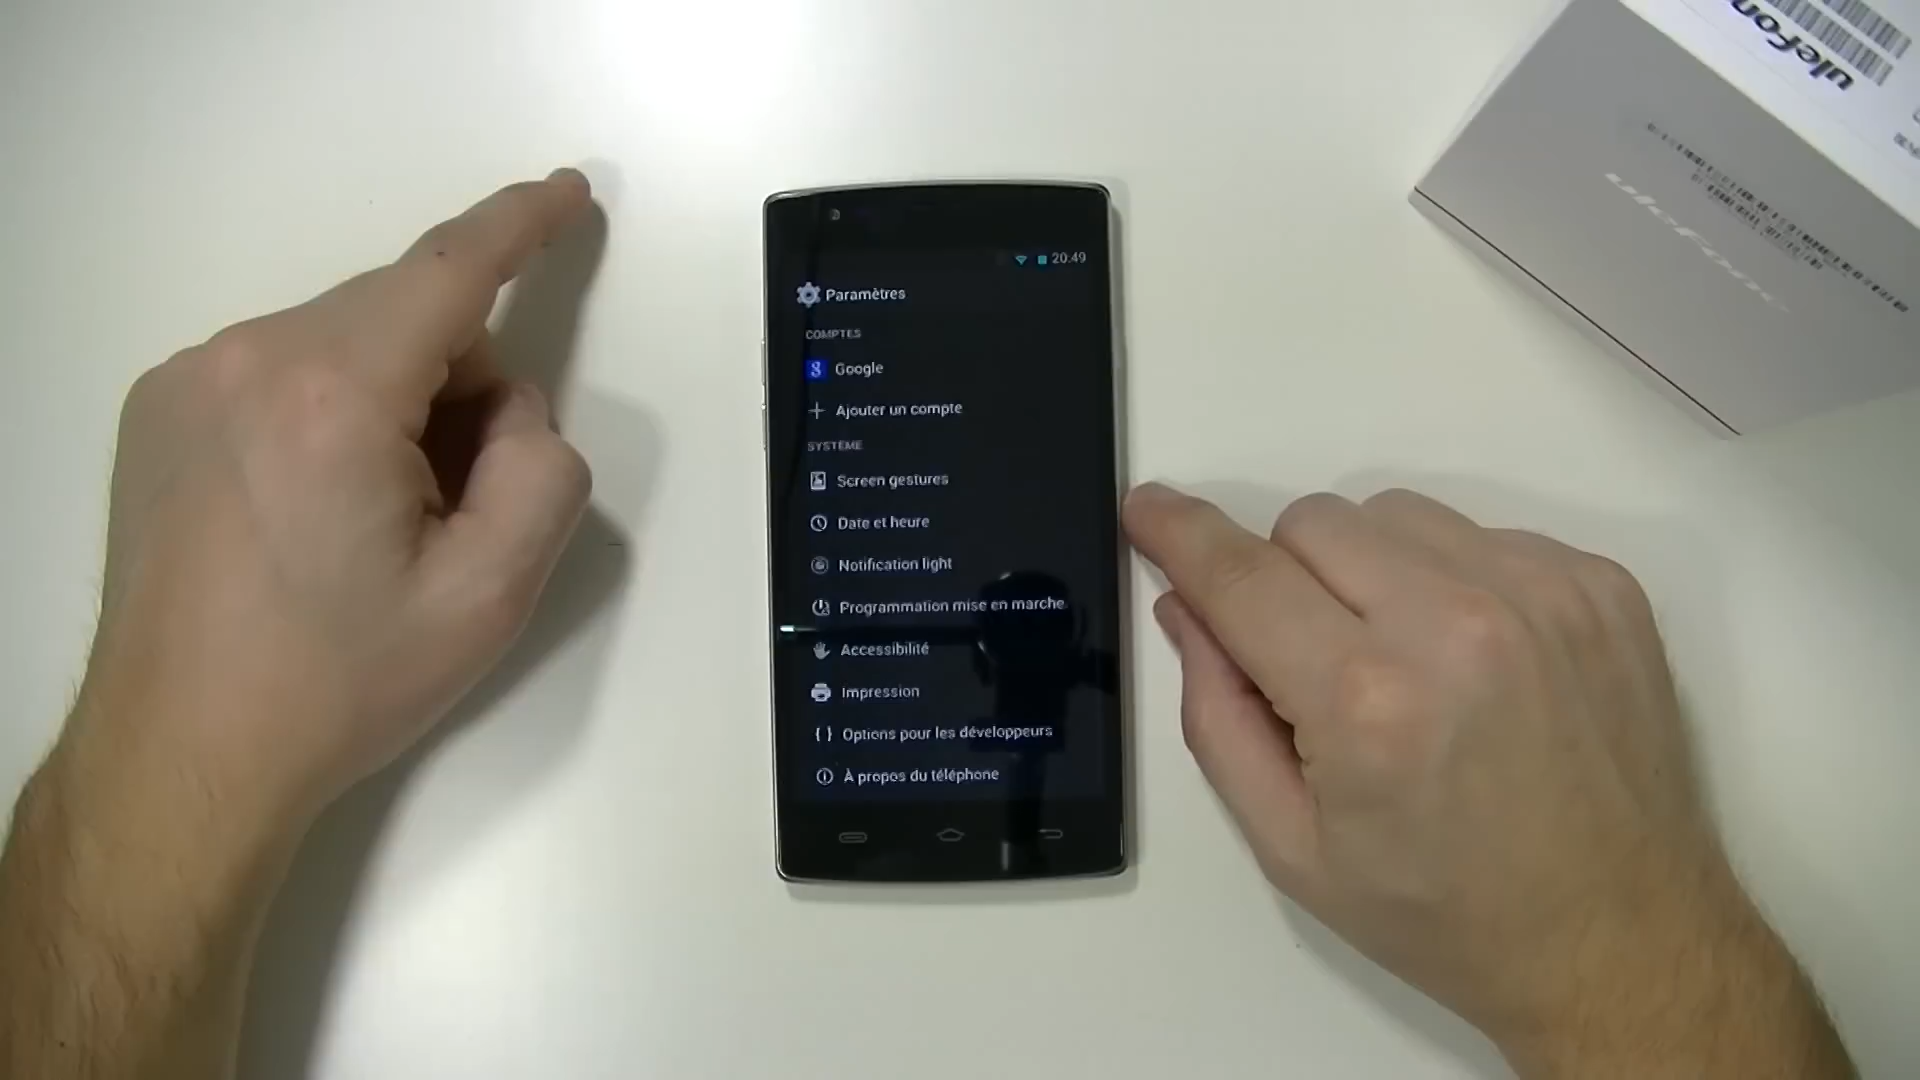 ulefon
ulefone
20:49
Paramètres
COMPTES
Google
Ajouter un compte
SYSTÈME
Screen gestures
Date et heure
Notification light
Programmation mise en marche
Accessibilité
Impression
{ } Options pour les développeurs
À propos du téléphone